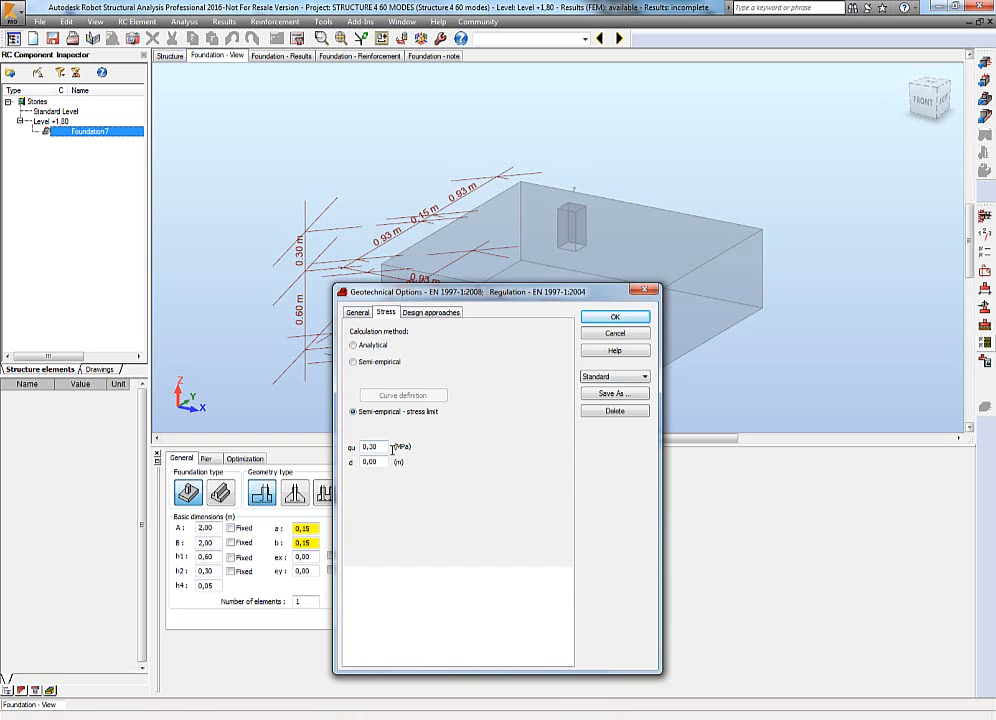 Autodesk Robot Structural Analysis Professional 2016-Not For Resale Version - Project: STRUCTURE 4 60 MODES (Structure 4 60 modes) - Level: Level +1,80 - Results (FEM): available - Results: incomplete
Type a keyword or phrase
File Edit View RC Element Analysis Results Reinforcement Tools Add-Ins Window Help Community
RC Component Inspector
Structure Foundation - View Foundation - Results Foundation - Reinforcement Foundation - note
Type C Name
Stories
Standard Level
Level +1.80
Foundation7
FRONT
0.93 m
0.15 m
0.93 m
0.30 m
0.93
0.60 m
Structure elements Drawings
Name Value Unit
Z
Y
X
Geotechnical Options - EN 1997-1:2008; Regulation - EN 1997-1:2004
General Stress Design approaches
Calculation method:
Analytical
Semi-empirical
Curve definition
Semi-empirical - stress limit
qu 0,30 (MPa)
d 0,00 (m)
OK
Cancel
Help
Standard
Save As ...
Delete
General Pier Optimization
Foundation type Geometry type
Basic dimensions (m)
A : 2,00 Fixed a : 0,15
B : 2,00 Fixed b : 0,15
h1: 0,60 Fixed ex: 0,00
h2: 0,30 Fixed ey: 0,00
h4: 0,05
Number of elements : 1
Foundation - View